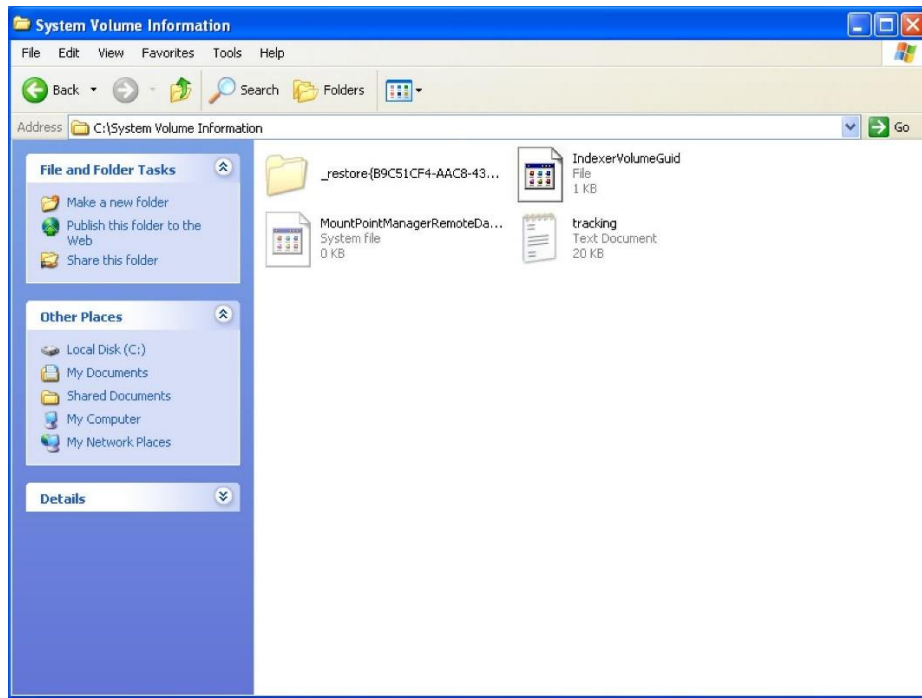 System Volume Information
File Edit View Favorites Tools Help
Back Search Folders
Address C:\System Volume Information Go
File and Folder Tasks
Make a new folder
Publish this folder to the
Web
Share this folder
Other Places
Local Disk (C:)
My Documents
Shared Documents
My Computer
My Network Places
Details
_restore{B9C51CF4-AAC8-43...
IndexerVolumeGuid
File
1 KB
MountPointManagerRemoteDa...
System file
0 KB
tracking
Text Document
20 KB